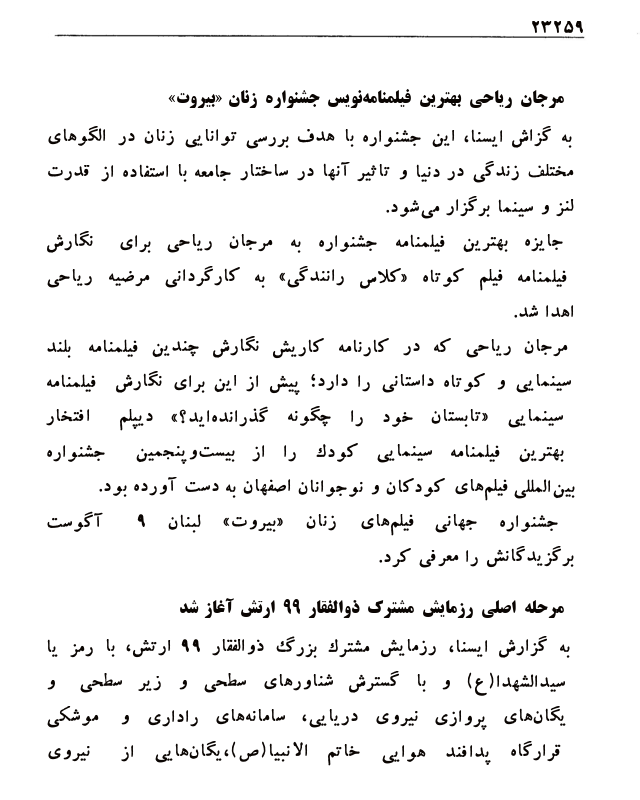 ۲۳۲۵۹
مرجان ریاحی بهترین فیلمنامه‌نویس جشنواره زنان «بیروت»
به گزاش ایسنا، این جشنواره با هدف بررسی توانایی زنان در الگوهای
مختلف زندگی در دنیا و تاثیر آنها در ساختار جامعه با استفاده از قدرت
لنز و سینما برگزار می‌شود.
جایزه بهترین فیلمنامه جشنواره به مرجان ریاحی برای نگارش
فیلمنامه فیلم کوتاه «کلاس رانندگی» به کارگردانی مرضیه ریاحی
اهدا شد.
مرجان ریاحی که در کارنامه کاریش نگارش چندین فیلمنامه بلند
سینمایی و کوتاه داستانی را دارد؛ پیش از این برای نگارش فیلمنامه
سینمایی «تابستان خود را چگونه گذرانده‌اید؟» دیپلم افتخار
بهترین فیلمنامه سینمایی کودك را از بیست‌وپنجمین جشنواره
بین‌المللی فیلم‌های کودکان و نوجوانان اصفهان به دست آورده بود.
جشنواره جهانی فیلم‌های زنان «بیروت» لبنان ۹ آگوست
برگزیدگانش را معرفی کرد.
مرحله اصلی رزمایش مشترک ذوالفقار ۹۹ ارتش آغاز شد
به گزارش ایسنا، رزمایش مشترك بزرگ ذوالفقار ۹۹ ارتش، با رمز یا
سیدالشهدا(ع) و با گسترش شناورهای سطحی و زیر سطحی و
یگان‌های پروازی نیروی دریایی، سامانه‌های راداری و موشکی
قرارگاه پدافند هوایی خاتم الانبیا(ص)،یگان‌هایی از نیروی